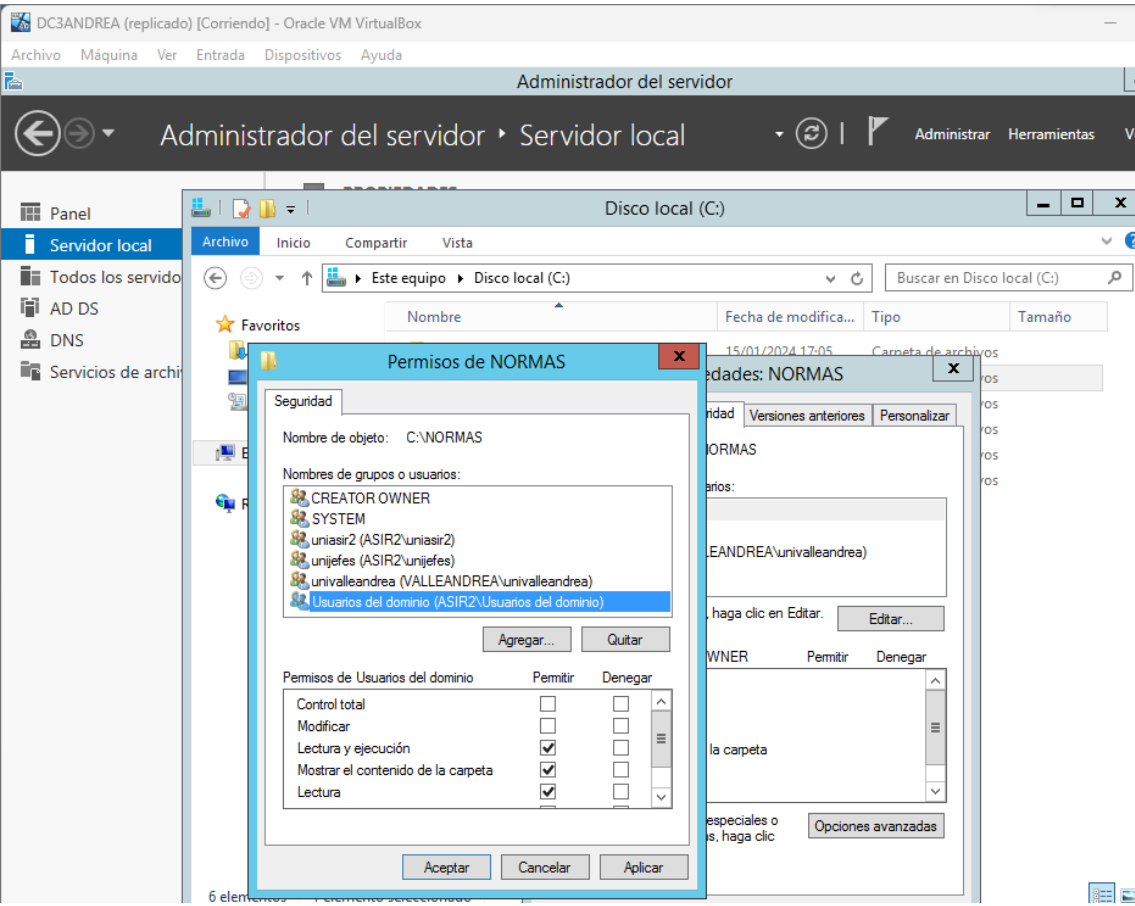 DC3ANDREA (replicado) [Corriendo] - Oracle VM VirtualBox
Archivo Máquina Ver Entrada Dispositivos Ayuda
Administrador del servidor
Administrador del servidor ‣ Servidor local
Administrar Herramientas
Panel
Servidor local
Todos los servido
AD DS
DNS
Servicios de archi
Disco local (C:)
Archivo Inicio Compartir Vista
Este equipo ‣ Disco local (C:)
Buscar en Disco local (C:)
Favoritos
Nombre Fecha de modifica... Tipo Tamaño
15/01/2024 17:05 Carpeta de archivos
Permisos de NORMAS
Seguridad
Nombre de objeto: C:\NORMAS
Nombres de grupos o usuarios:
CREATOR OWNER
SYSTEM
uniasir2 (ASIR2\uniasir2)
unijefes (ASIR2\unijefes)
univalleandrea (VALLEANDREA\univalleandrea)
Usuarios del dominio (ASIR2\Usuarios del dominio)
Agregar... Quitar
Permisos de Usuarios del dominio Permitir Denegar
Control total
Modificar
Lectura y ejecución
Mostrar el contenido de la carpeta
Lectura
Aceptar Cancelar Aplicar
edades: NORMAS
ridad Versiones anteriores Personalizar
NORMAS
arios:
LEANDREA\univalleandrea)
, haga clic en Editar. Editar...
WNER Permitir Denegar
la carpeta
especiales o
as, haga clic
Opciones avanzadas
6 elementos 1 elemento seleccionado